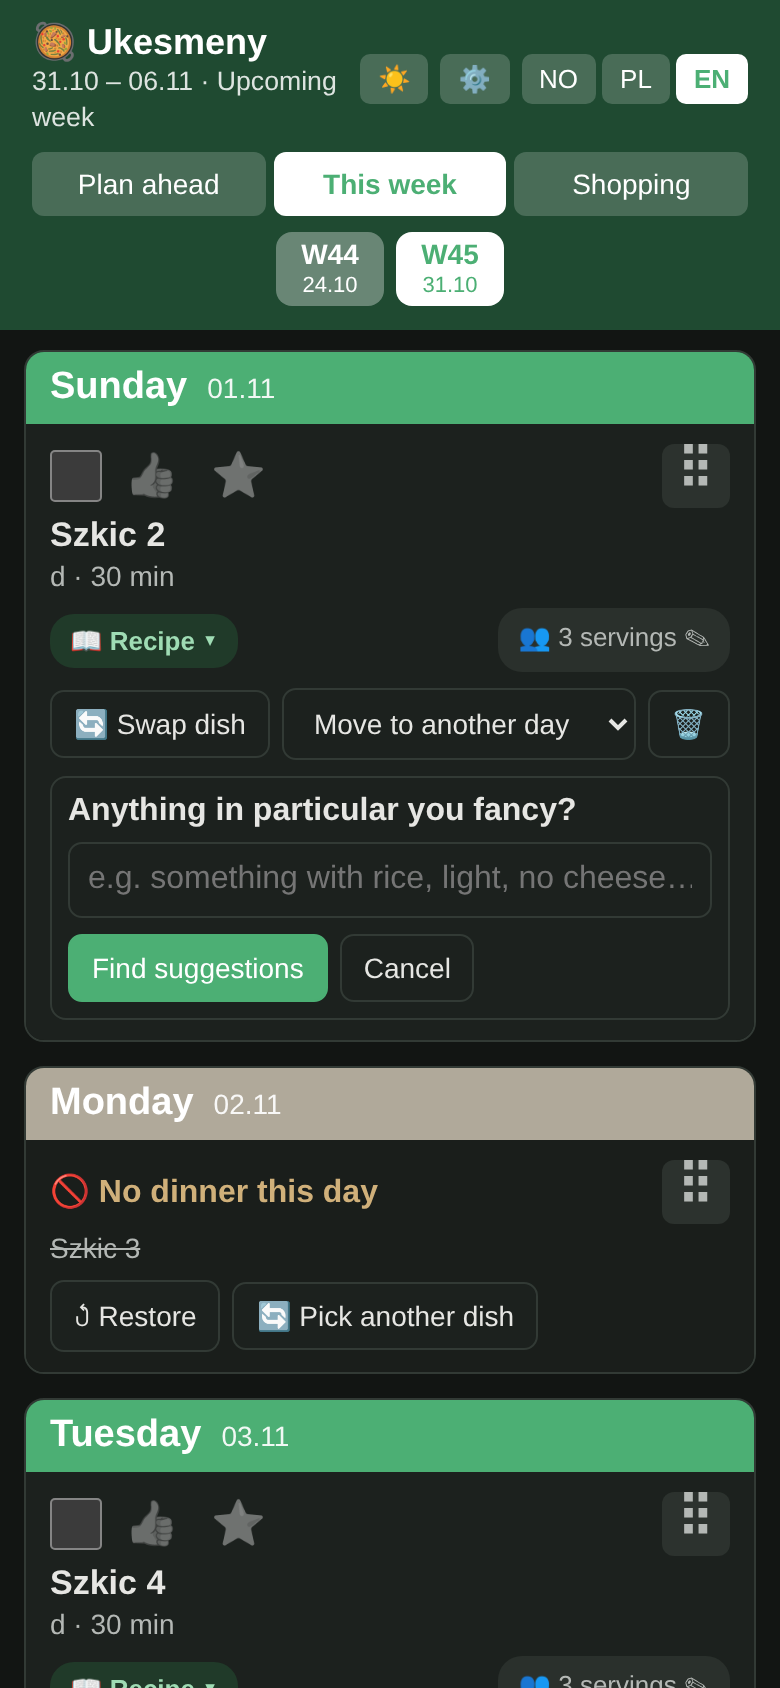 Ukesmeny
31.10 – 06.11 · Upcoming
week
NO PL EN
Plan ahead This week Shopping
W44 W45
24.10 31.10
Sunday 01.11
Szkic 2
d · 30 min
Recipe ▾ 3 servings
Swap dish Move to another day
Anything in particular you fancy?
e.g. something with rice, light, no cheese…
Find suggestions Cancel
Monday 02.11
No dinner this day
Szkic 3
Restore Pick another dish
Tuesday 03.11
Szkic 4
d · 30 min
Recipe ▾ 3 servings